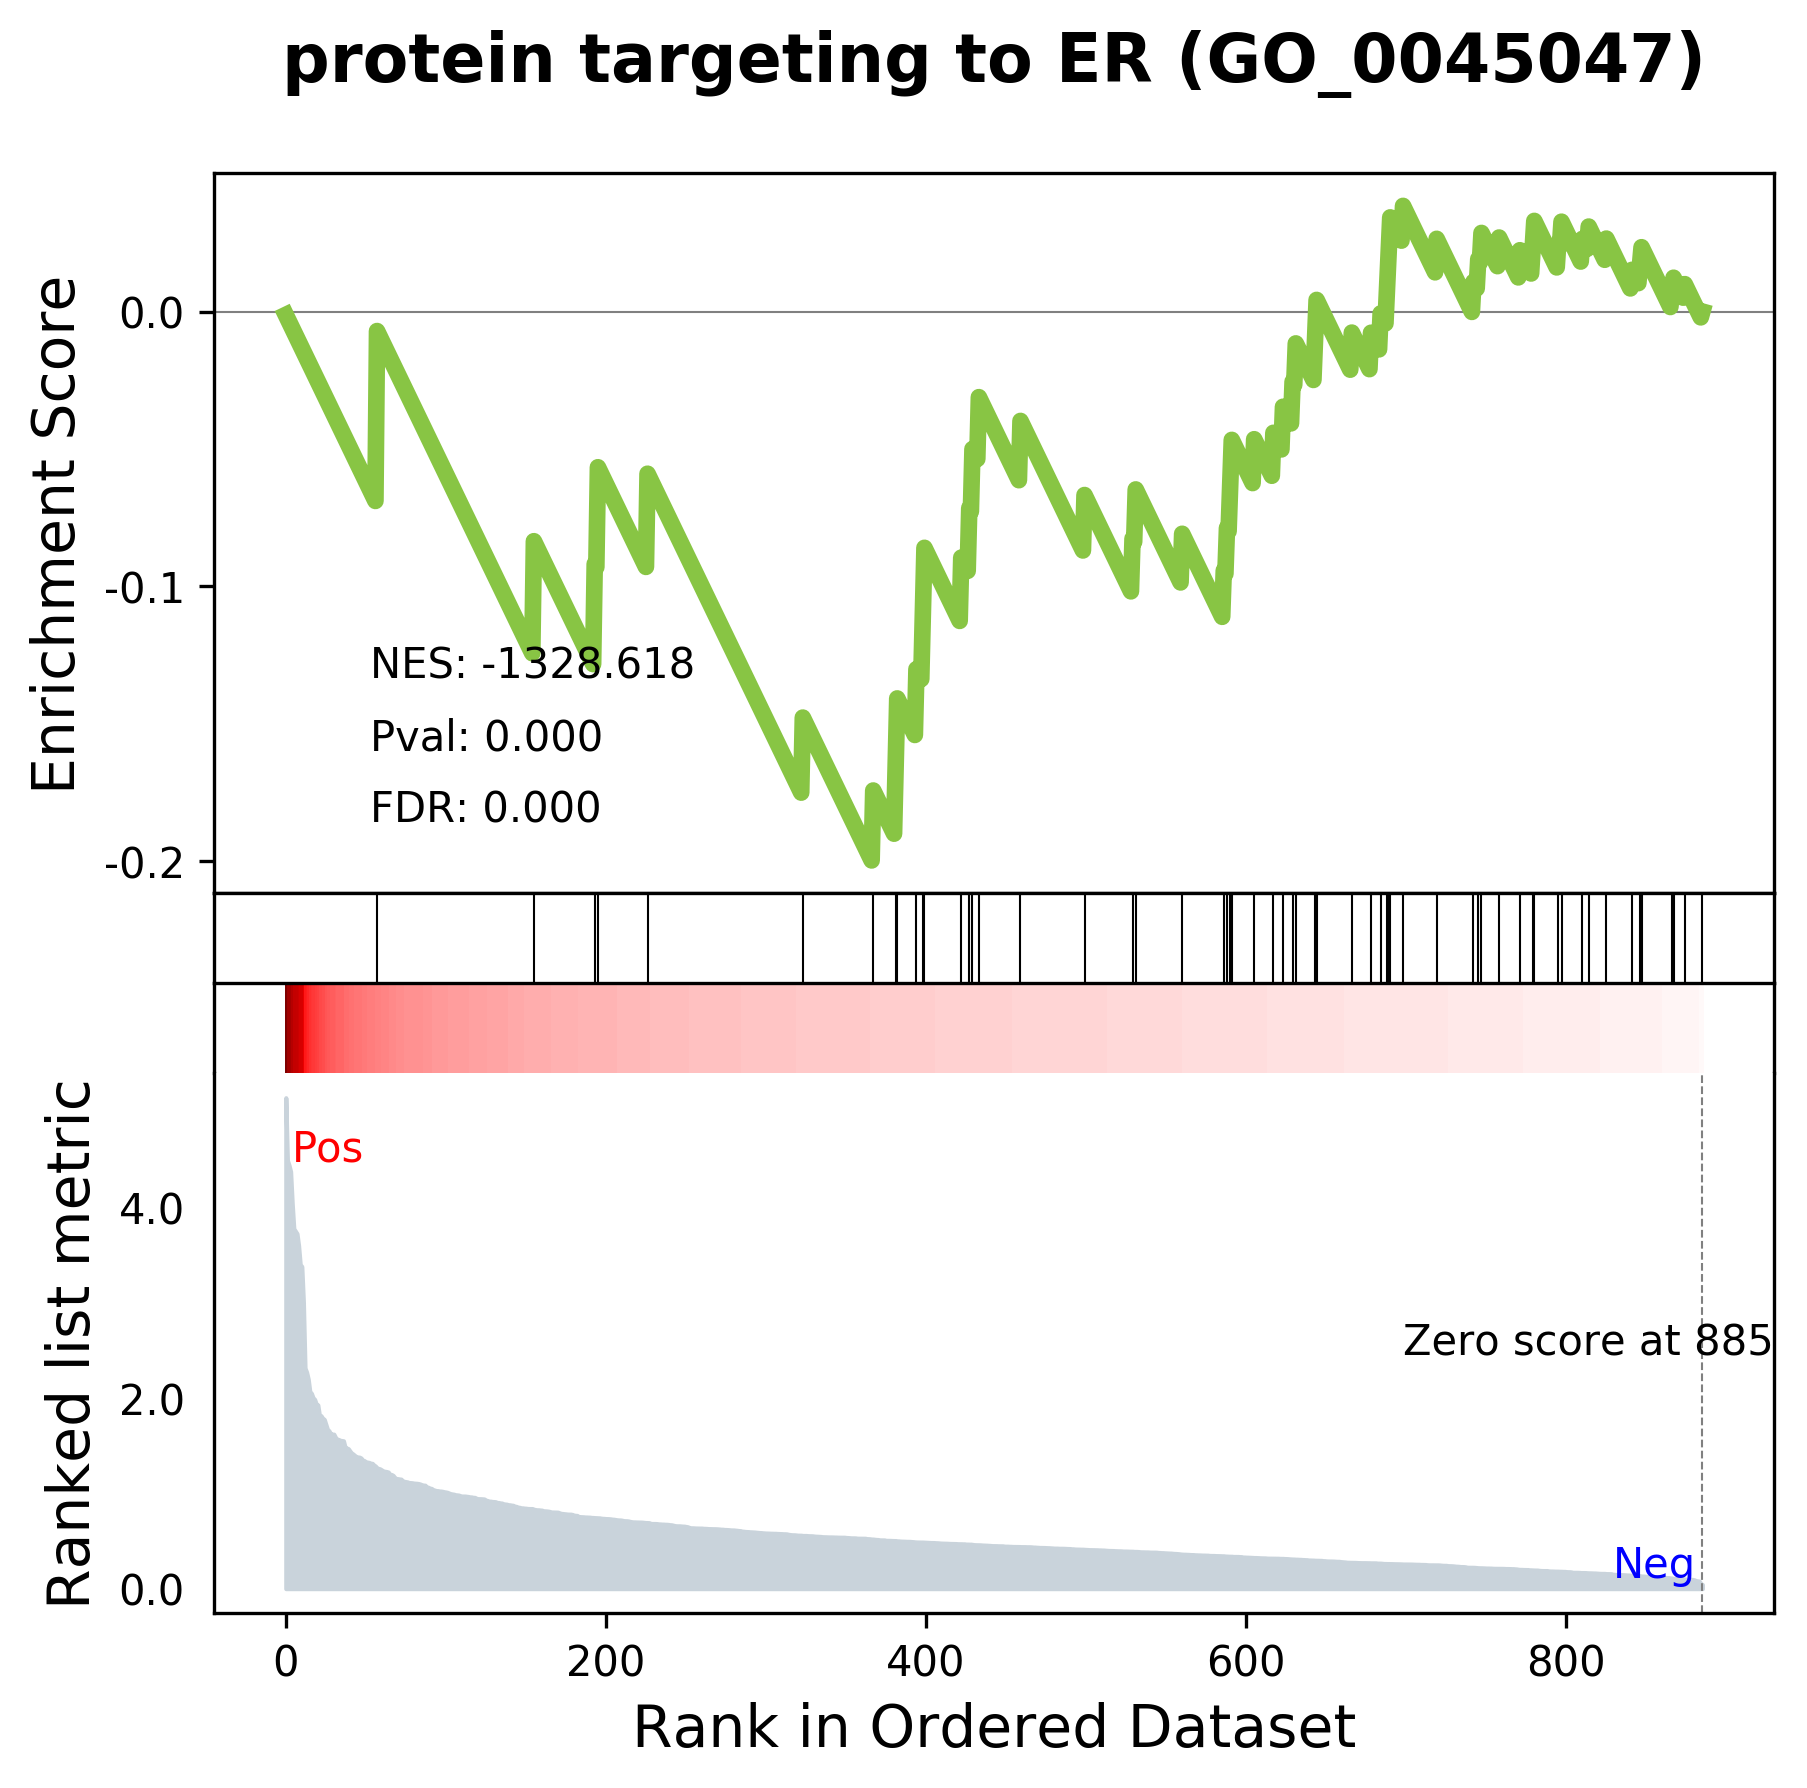 protein targeting to ER (GO_0045047)
Enrichment Score
0.0
-0.1
-0.2
NES: -1328.618
Pval: 0.000
FDR: 0.000
Ranked list metric
Pos
4.0
2.0
0.0
Zero score at 885
Neg
0 200 400 600 800
Rank in Ordered Dataset